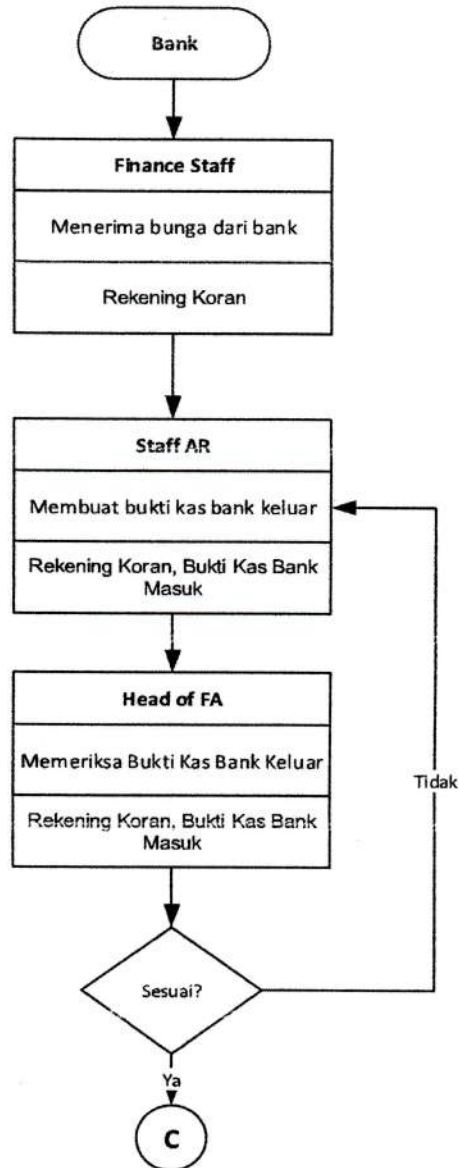 Bank
Finance Staff
Menerima bunga dari bank
Rekening Koran
Staff AR
Membuat bukti kas bank keluar
Rekening Koran, Bukti Kas Bank
Masuk
Head of FA
Memeriksa Bukti Kas Bank Keluar
Rekening Koran, Bukti Kas Bank
Masuk
Tidak
Sesuai?
Ya
C